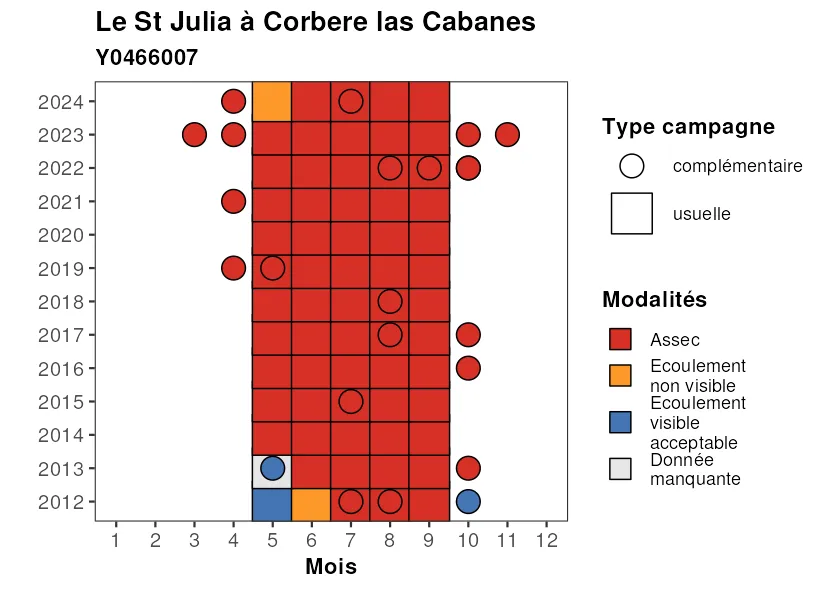 Le St Julia à Corbere las Cabanes
Y0466007
2024
2023
2022
2021
2020
2019
2018
2017
2016
2015
2014
2013
2012
1 2 3 4 5 6 7 8 9 10 11 12
Mois
Type campagne
complémentaire
usuelle
Modalités
Assec
Ecoulement
non visible
Ecoulement
visible
acceptable
Donnée
manquante